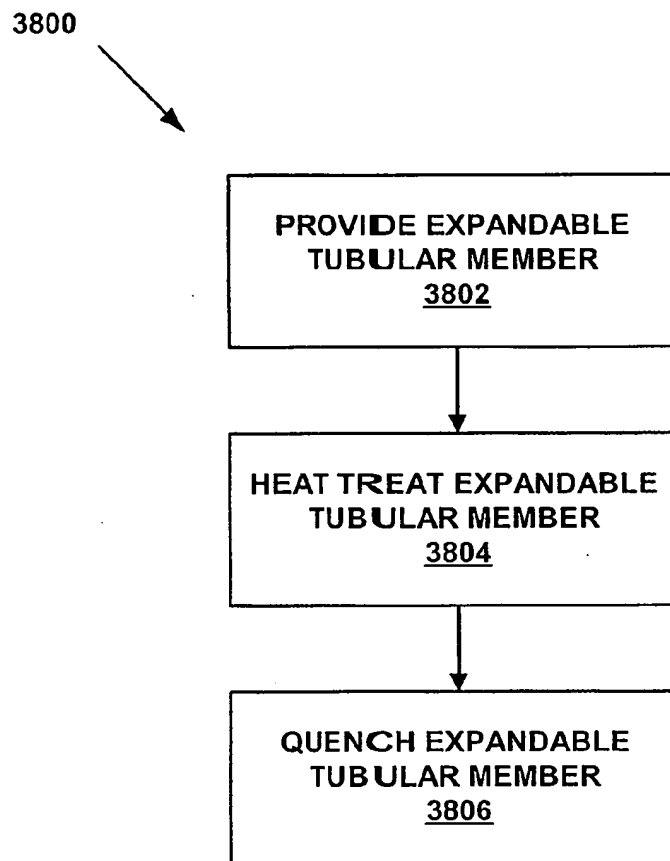 3800
PROVIDE EXPANDABLE
TUBULAR MEMBER
3802
HEAT TREAT EXPANDABLE
TUBULAR MEMBER
3804
QUENCH EXPANDABLE
TUBULAR MEMBER
3806